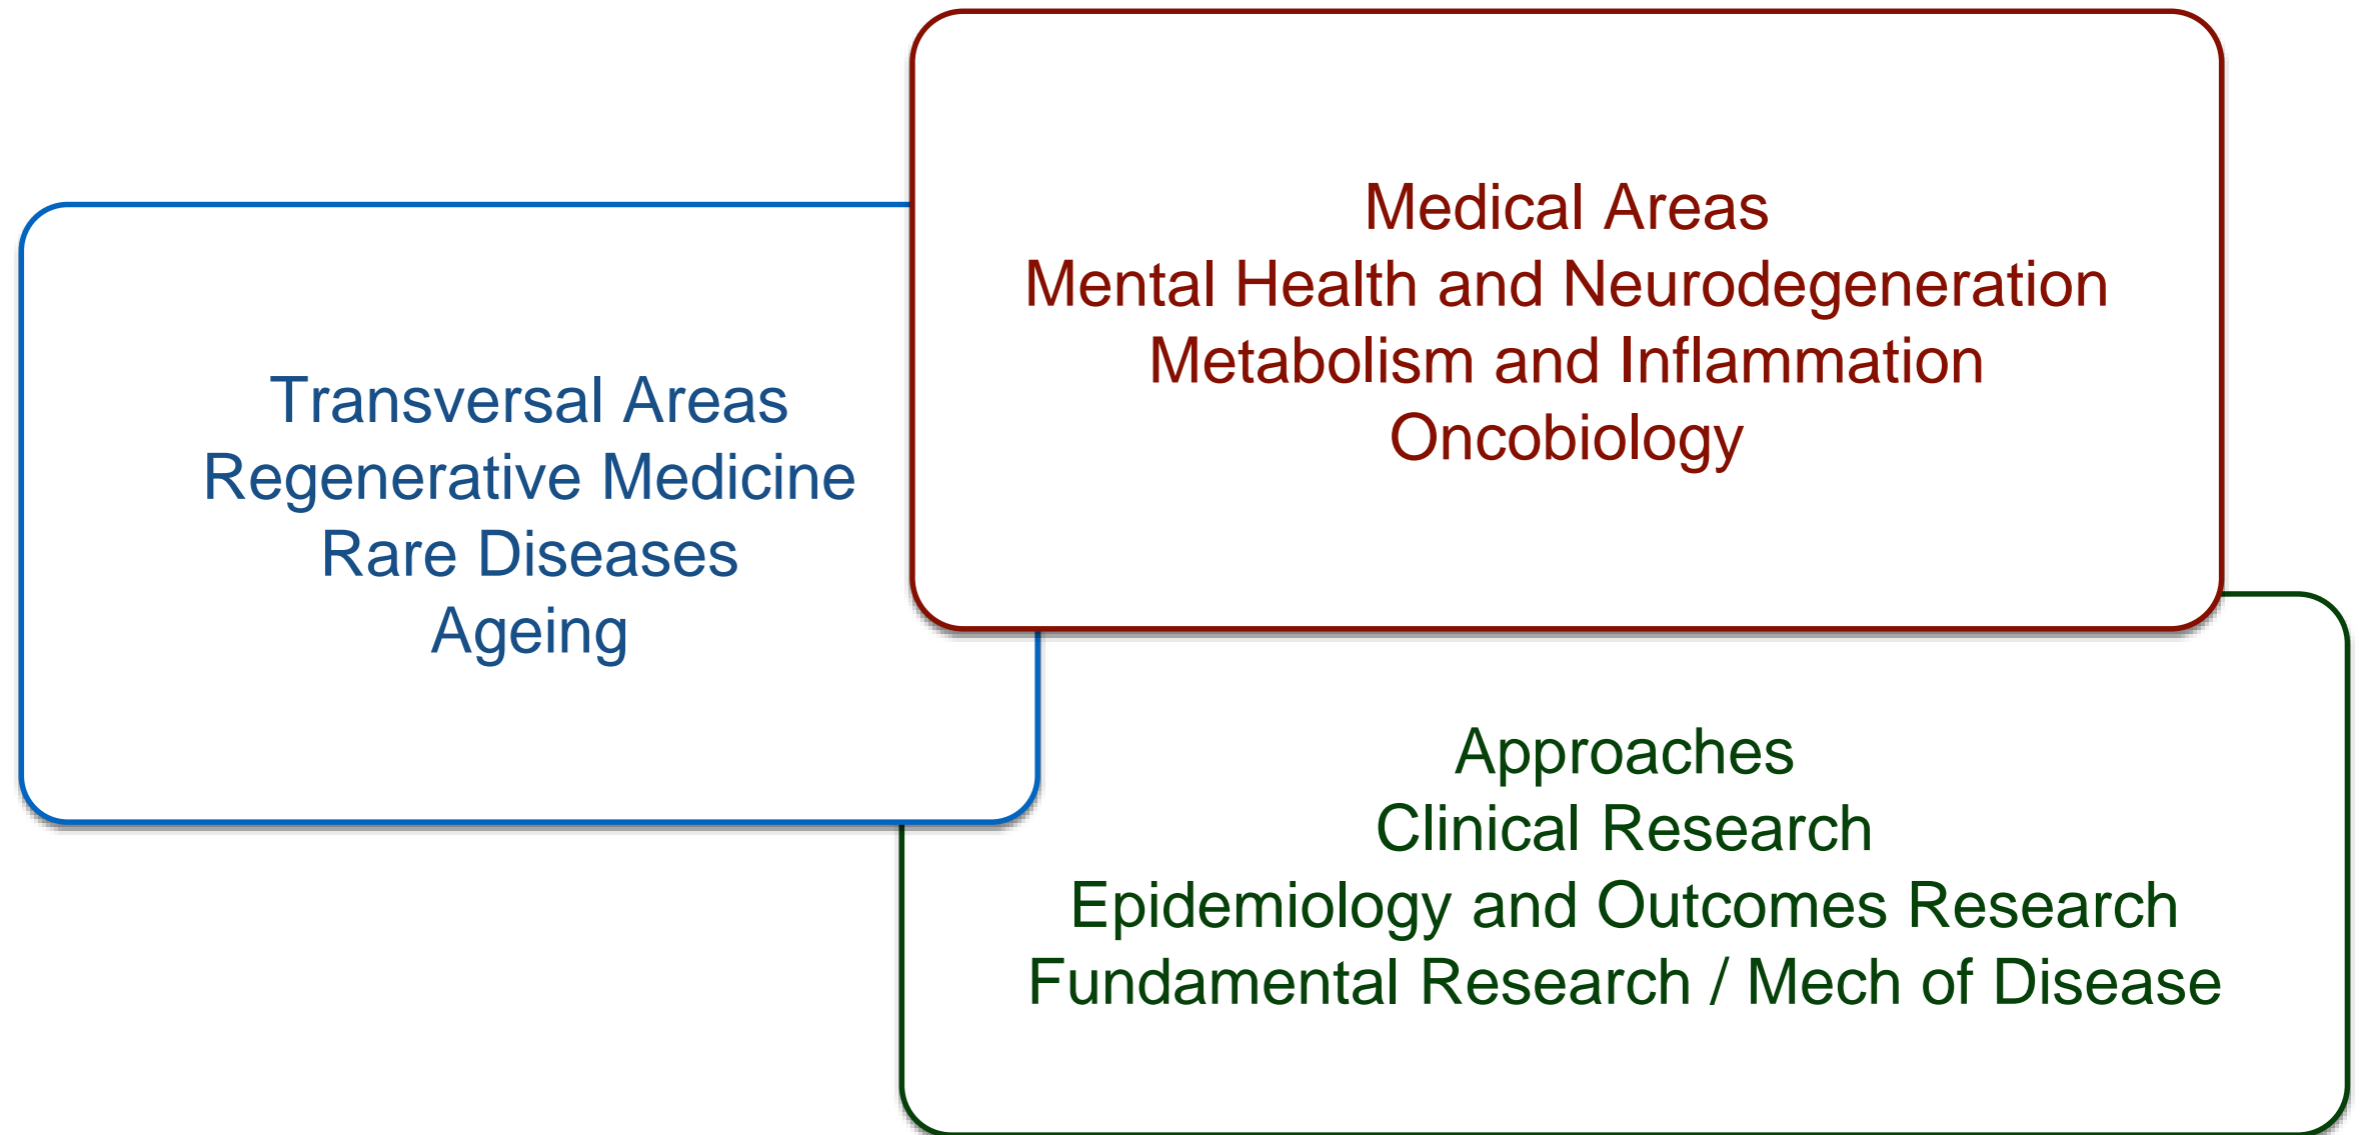 Medical Areas
Mental Health and Neurodegeneration
Metabolism and Inflammation
Oncobiology
Transversal Areas
Regenerative Medicine
Rare Diseases
Ageing
Approaches
Clinical Research
Epidemiology and Outcomes Research
Fundamental Research / Mech of Disease